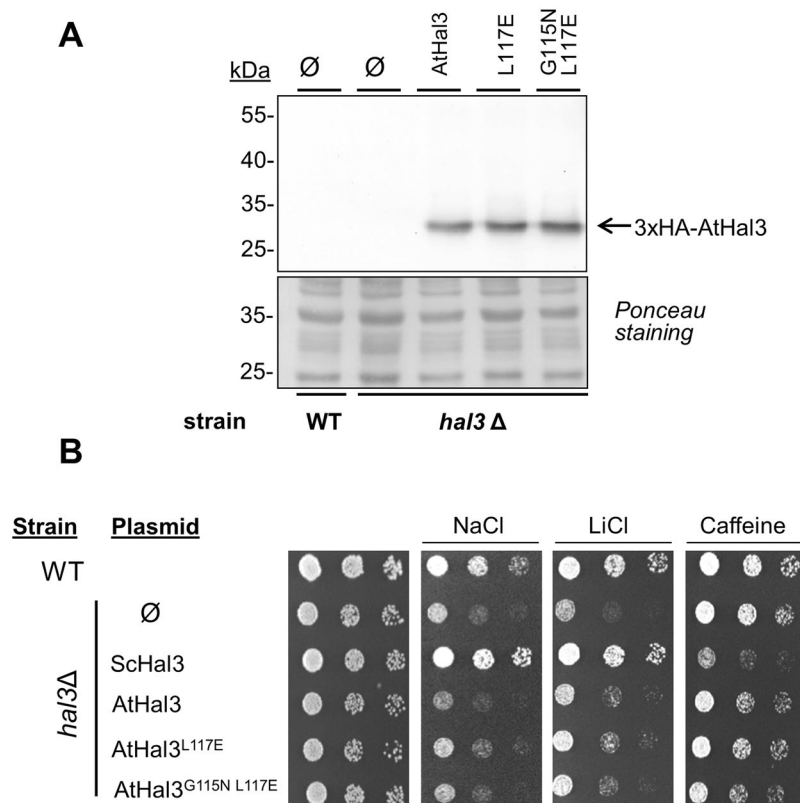 A
kDa
Ø Ø AtHal3 L117E G115N L117E
55-
40-
35-
25-
3xHA-AtHal3
35-
25-
Ponceau
staining
strain WT hal3 Δ
B
Strain Plasmid NaCl LiCl Caffeine
WT
hal3Δ
Ø
ScHal3
AtHal3
AtHal3L117E
AtHal3G115N L117E